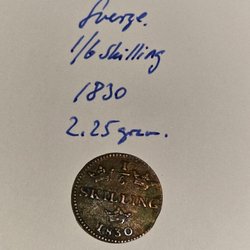 Sverge.
1/6 Skilling
1830
2.25 gram.
1
6
SKILLING
1830